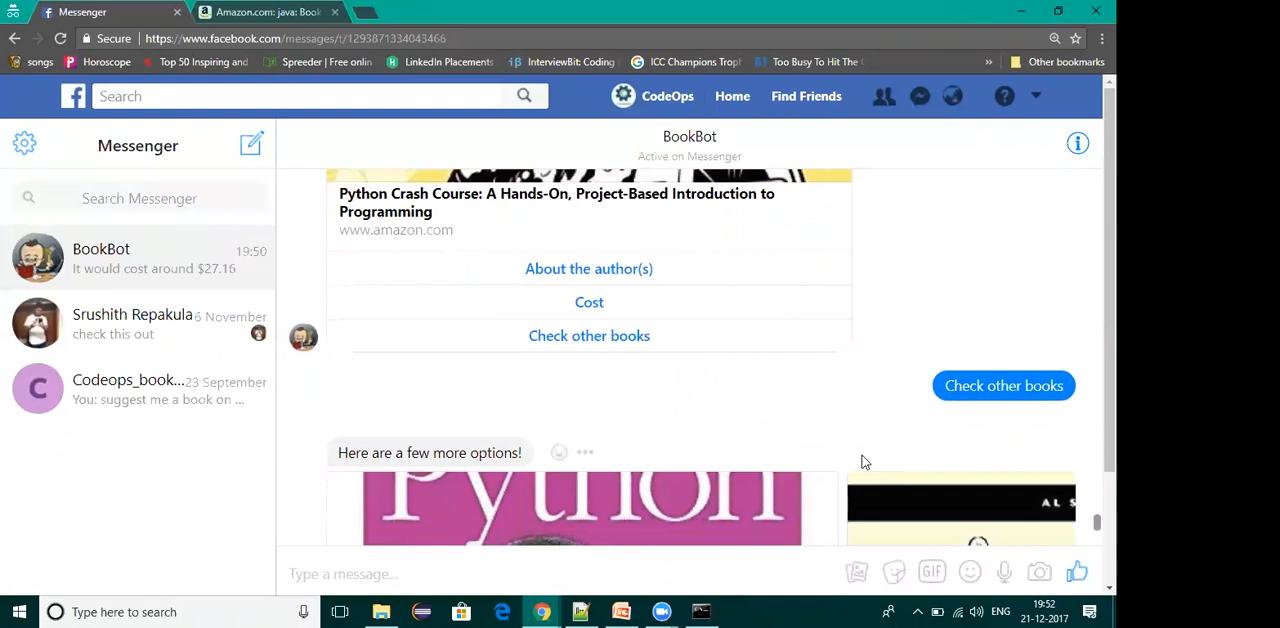 Messenger
Amazon.com: java: Book
Secure
https://www.facebook.com/messages/t/1293871334043466
songs
Horoscope
Top 50 Inspiring and
Spreeder | Free onlin
LinkedIn Placements
InterviewBit: Coding
ICC Champions Trop
Too Busy To Hit The
»
Other bookmarks
Search
CodeOps
Home
Find Friends
Messenger
BookBot
Active on Messenger
Search Messenger
BookBot
19:50
It would cost around $27.16
Srushith Repakula
6 November
check this out
C
Codeops_book...
23 September
You: suggest me a book on ...
Python Crash Course: A Hands-On, Project-Based Introduction to
Programming
www.amazon.com
About the author(s)
Cost
Check other books
Check other books
Here are a few more options!
Python
AL S
Type a message...
GIF
Type here to search
ENG
19:52
21-12-2017